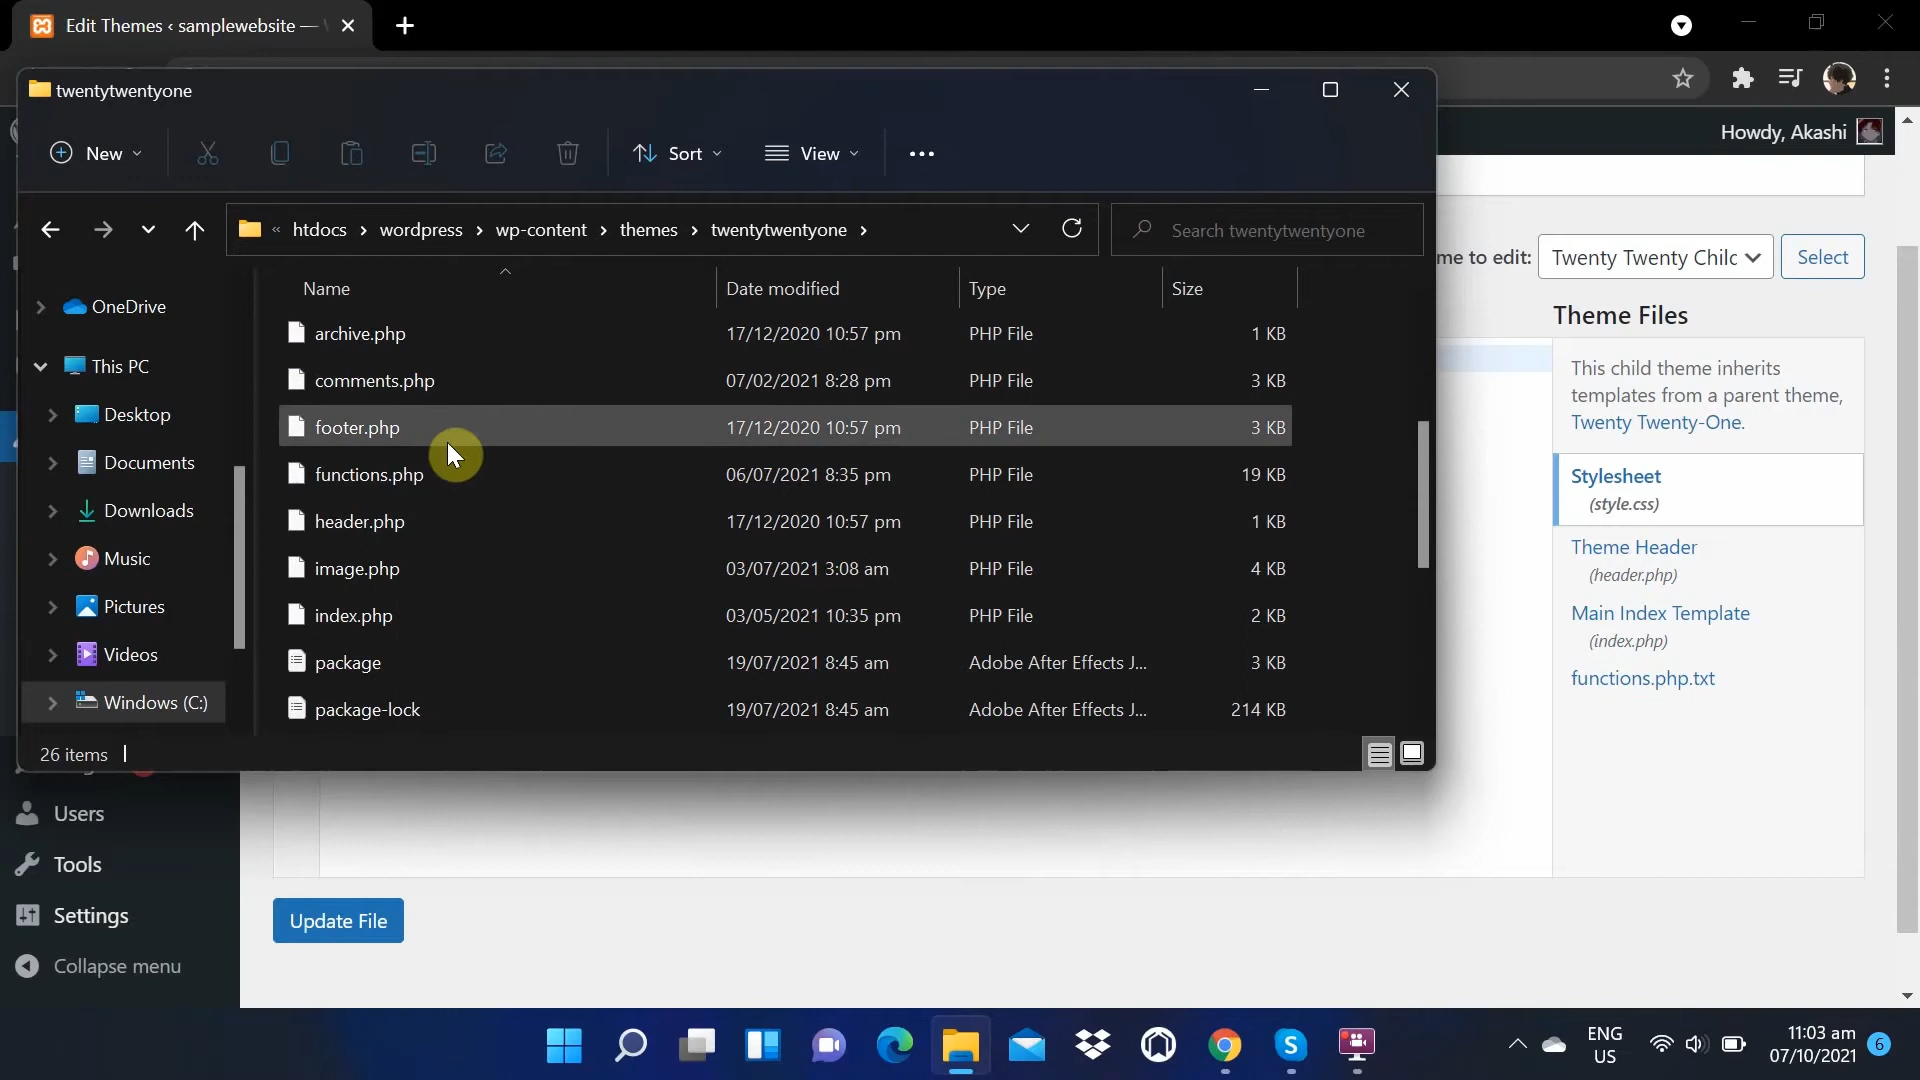 Edit Themes ‹ samplewebsite —
twentytwentyone
New
Sort
View
Howdy, Akashi
« htdocs › wordpress › wp-content › themes › twentytwentyone ›
Search twentytwentyone
me to edit:
Twenty Twenty Chilc
Select
Name
Date modified
Type
Size
OneDrive
This PC
Desktop
Documents
Downloads
Music
Pictures
Videos
Windows (C:)
archive.php 17/12/2020 10:57 pm PHP File 1 KB
comments.php 07/02/2021 8:28 pm PHP File 3 KB
footer.php 17/12/2020 10:57 pm PHP File 3 KB
functions.php 06/07/2021 8:35 pm PHP File 19 KB
header.php 17/12/2020 10:57 pm PHP File 1 KB
image.php 03/07/2021 3:08 am PHP File 4 KB
index.php 03/05/2021 10:35 pm PHP File 2 KB
package 19/07/2021 8:45 am Adobe After Effects J... 3 KB
package-lock 19/07/2021 8:45 am Adobe After Effects J... 214 KB
26 items
Theme Files
This child theme inherits
templates from a parent theme,
Twenty Twenty-One.
Stylesheet
(style.css)
Theme Header
(header.php)
Main Index Template
(index.php)
functions.php.txt
Users
Tools
Settings
Collapse menu
Update File
ENG
US
11:03 am
07/10/2021
6